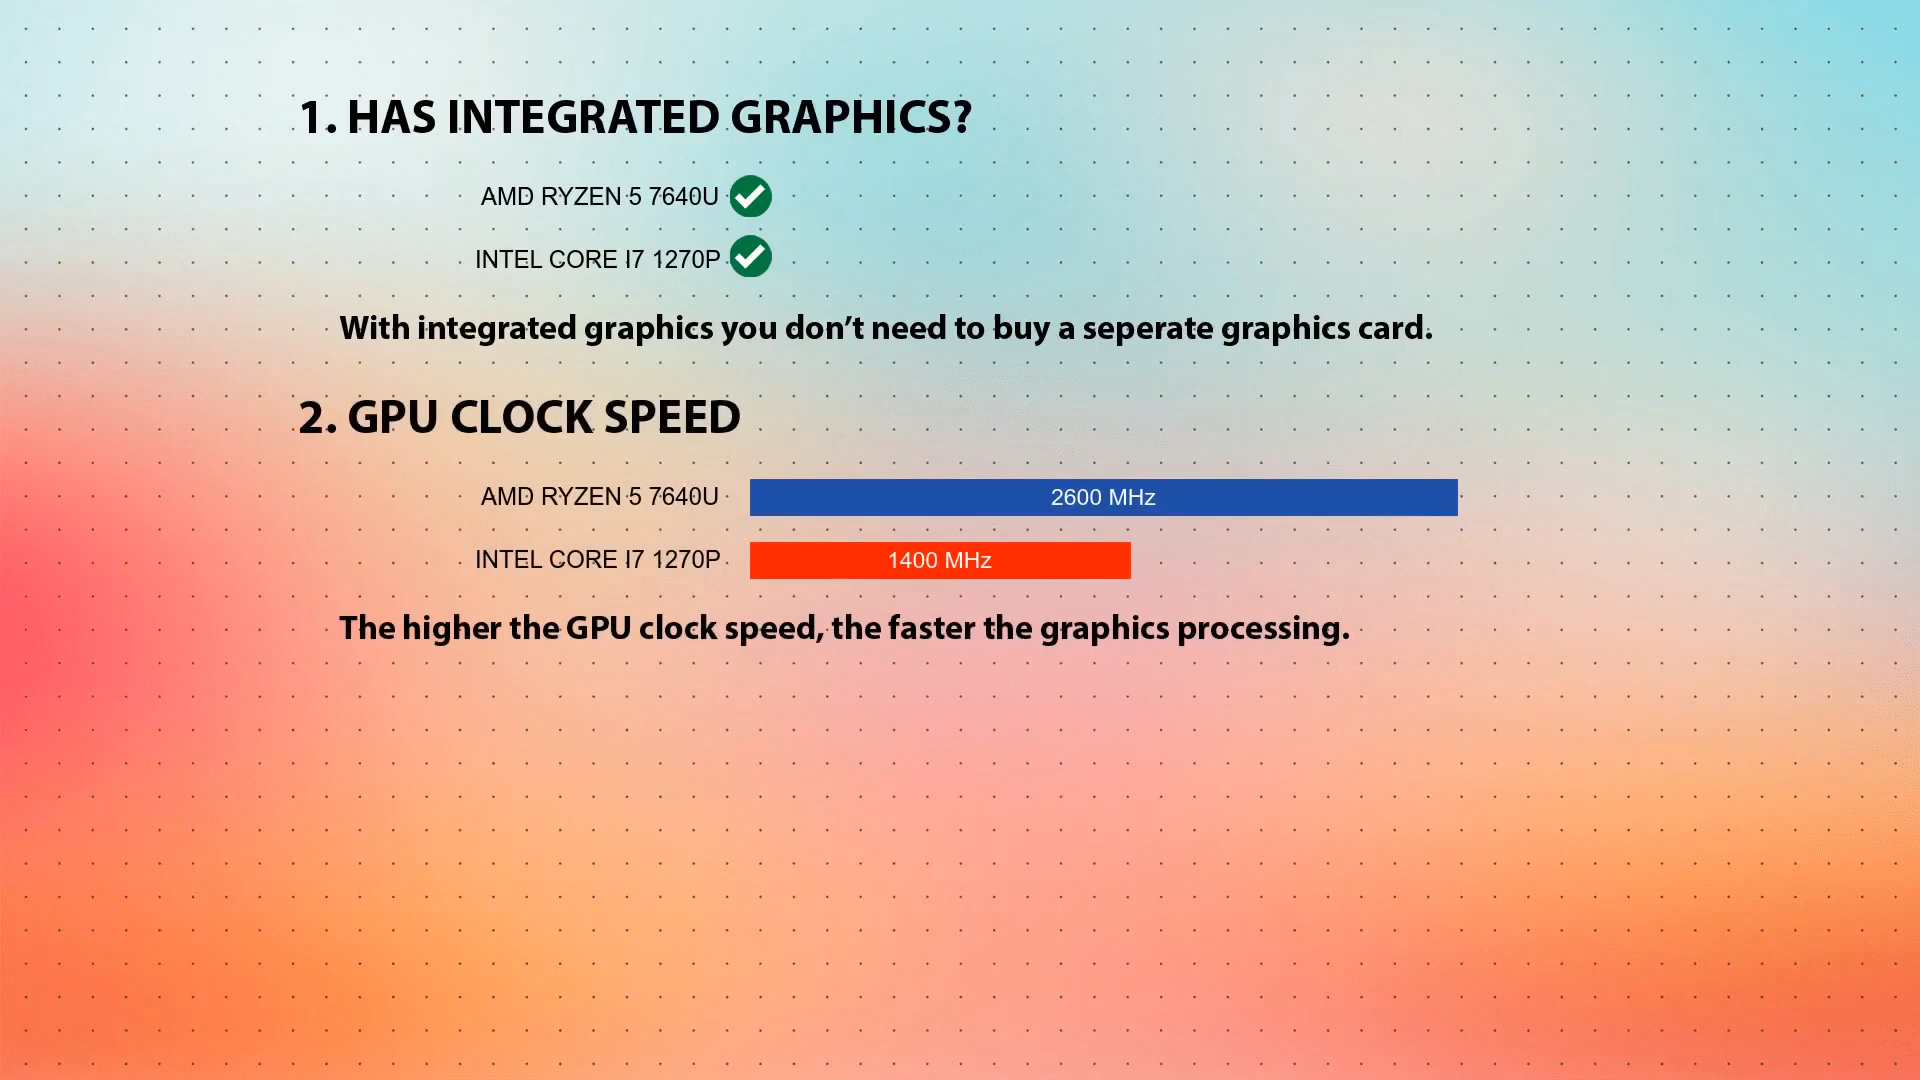 1. HAS INTEGRATED GRAPHICS?
AMD RYZEN 5 7640U
INTEL CORE I7 1270P
With integrated graphics you don’t need to buy a seperate graphics card.
2. GPU CLOCK SPEED
AMD RYZEN 5 7640U 2600 MHz
INTEL CORE I7 1270P 1400 MHz
The higher the GPU clock speed, the faster the graphics processing.